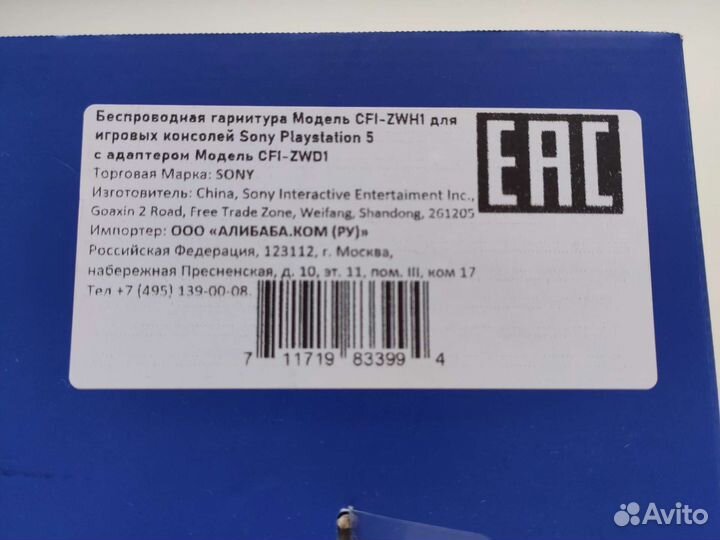 Беспроводная гарнитура Модель CFI-ZWH1 для
игровых консолей Sony Playstation 5
с адаптером Модель CFI-ZWD1
Торговая Марка: SONY
Изготовитель: China, Sony Interactive Entertaiment Inc.,
Goaxin 2 Road, Free Trade Zone, Weifang, Shandong, 261205
Импортер: ООО «АЛИБАБА.КОМ (РУ)»
Российская Федерация, 123112, г. Москва,
набережная Пресненская, д. 10, эт. 11, пом. III, ком 17
Тел +7 (495) 139-00-08.
EAC
7 11719 83399 4
Avito